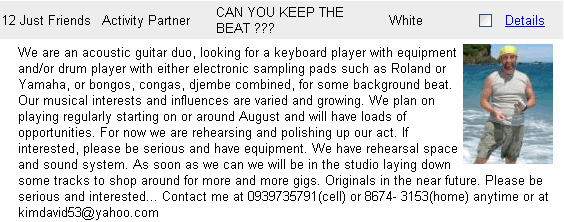 12 Just Friends Activity Partner CAN YOU KEEP THE BEAT ??? White Details
We are an acoustic guitar duo, looking for a keyboard player with equipment
and/or drum player with either electronic sampling pads such as Roland or
Yamaha, or bongos, congas, djembe combined, for some background beat.
Our musical interests and influences are varied and growing. We plan on
playing regularly starting on or around August and will have loads of
opportunities. For now we are rehearsing and polishing up our act. If
interested, please be serious and have equipment. We have rehearsal space
and sound system. As soon as we can we will be in the studio laying down
some tracks to shop around for more and more gigs. Originals in the near future. Please be
serious and interested... Contact me at 0939735791(cell) or 8674- 3153(home) anytime or at
kimdavid53@yahoo.com